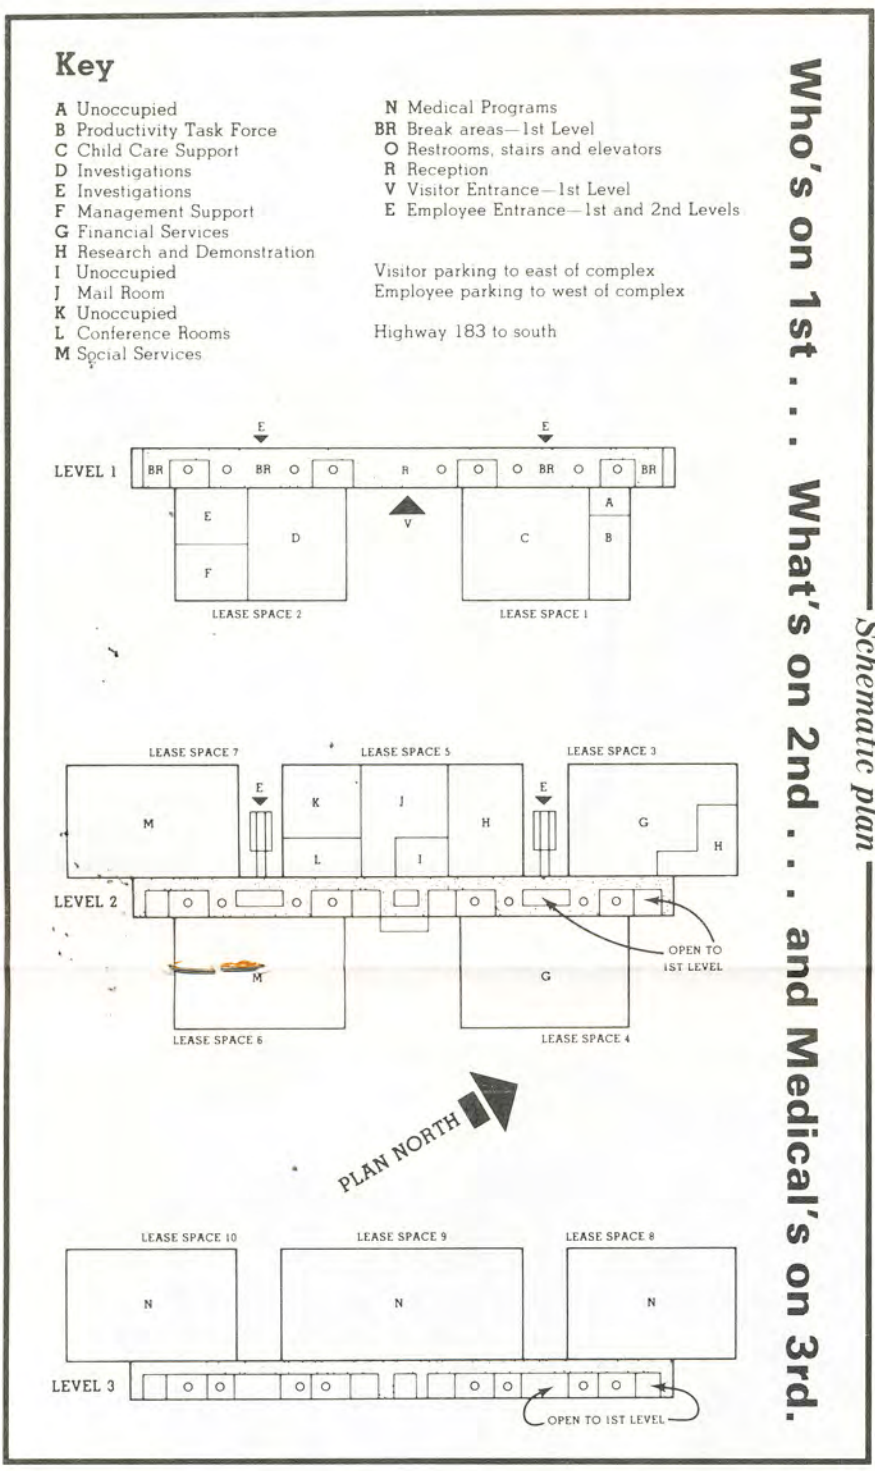 Key
A Unoccupied
B Productivity Task Force
C Child Care Support
D Investigations
E Investigations
F Management Support
G Financial Services
H Research and Demonstration
I Unoccupied
J Mail Room
K Unoccupied
L Conference Rooms
M Social Services
N Medical Programs
BR Break areas—1st Level
O Restrooms, stairs and elevators
R Reception
V Visitor Entrance—1st Level
E Employee Entrance—1st and 2nd Levels
Visitor parking to east of complex
Employee parking to west of complex
Highway 183 to south
Who's on 1st . . . What's on 2nd . . . and Medical's on 3rd.
Schematic plan
E E
LEVEL 1 BR O O BR O O R O O O BR O O BR
E D V C A
F B
LEASE SPACE 2 LEASE SPACE 1
LEASE SPACE 7 LEASE SPACE 5 LEASE SPACE 3
E E
M K J H G H
L I
LEVEL 2 O O O O O O O O
OPEN TO
1ST LEVEL
M G
LEASE SPACE 6 LEASE SPACE 4
PLAN NORTH
LEASE SPACE 10 LEASE SPACE 9 LEASE SPACE 8
N N N
LEVEL 3 O O O O O O O O
OPEN TO 1ST LEVEL